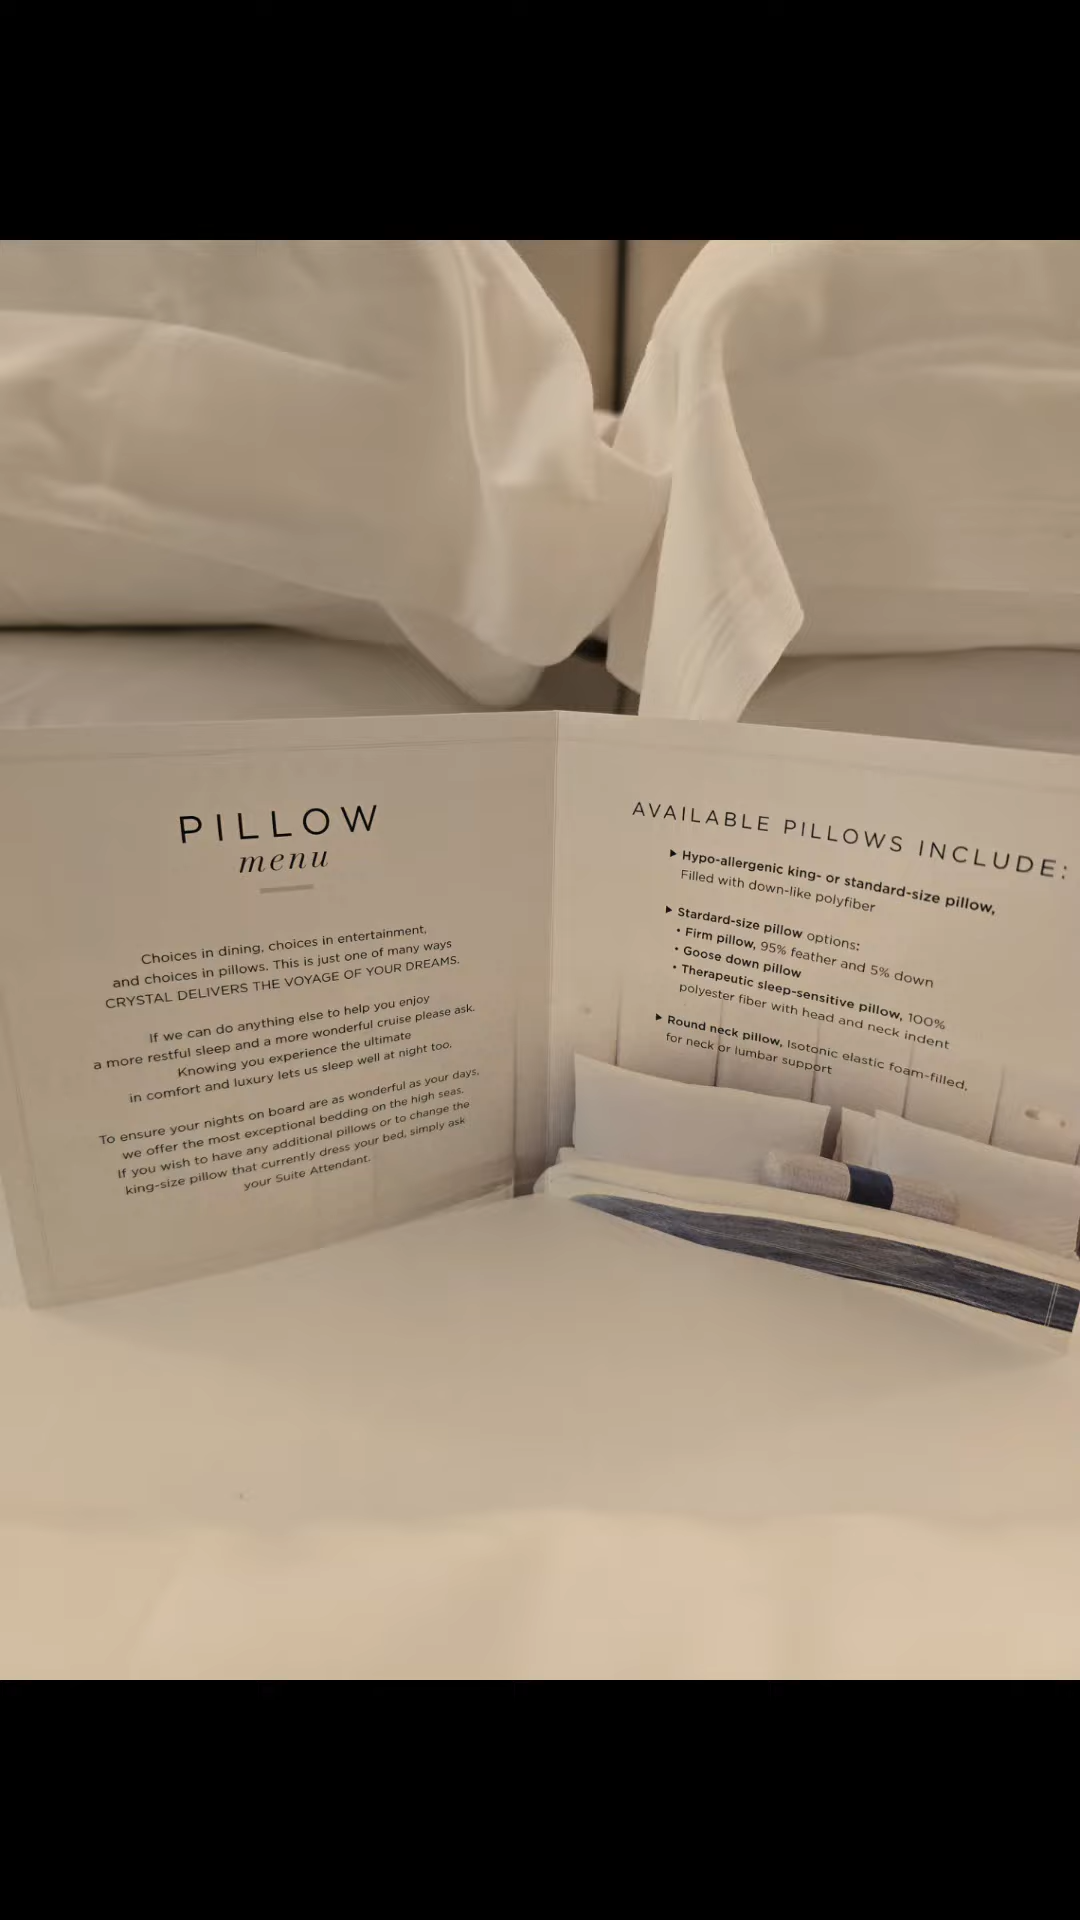 PILLOW
menu
Choices in dining, choices in entertainment,
and choices in pillows. This is just one of many ways
CRYSTAL DELIVERS THE VOYAGE OF YOUR DREAMS.
If we can do anything else to help you enjoy
a more restful sleep and a more wonderful cruise please ask.
Knowing you experience the ultimate
in comfort and luxury lets us sleep well at night too.
To ensure your nights on board are as wonderful as your days,
we offer the most exceptional bedding on the high seas.
If you wish to have any additional pillows or to change the
king-size pillow that currently dress your bed, simply ask
your Suite Attendant.
AVAILABLE PILLOWS INCLUDE:
▸ Hypo-allergenic king- or standard-size pillow,
Filled with down-like polyfiber
▸ Stardard-size pillow options:
• Firm pillow, 95% feather and 5% down
• Goose down pillow
• Therapeutic sleep-sensitive pillow, 100%
polyester fiber with head and neck indent
▸ Round neck pillow, Isotonic elastic foam-filled,
for neck or lumbar support